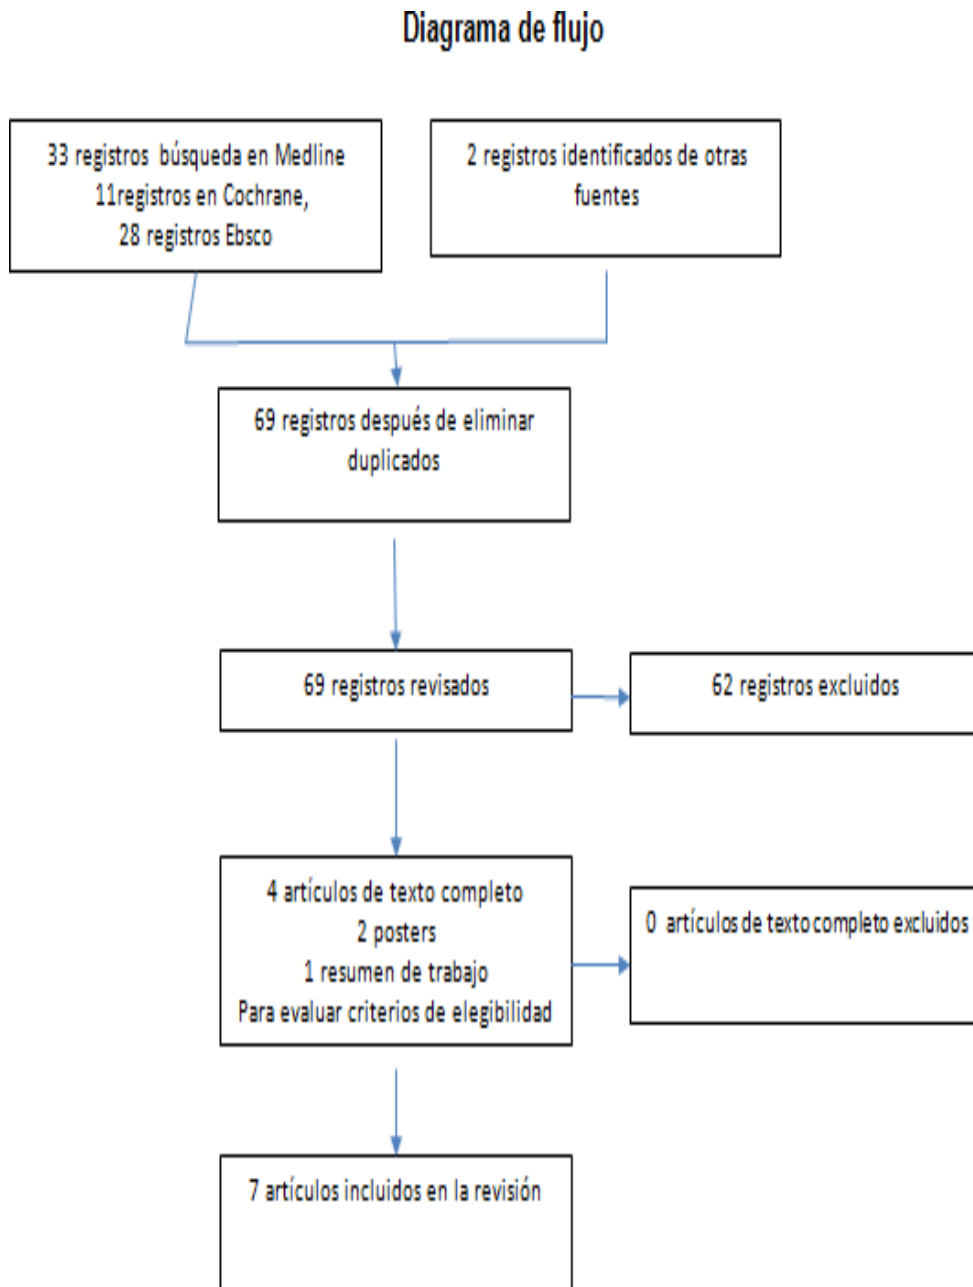 Diagrama de flujo
33 registros búsqueda en Medline
11registros en Cochrane,
28 registros Ebsco
2 registros identificados de otras
fuentes
69 registros después de eliminar
duplicados
69 registros revisados
62 registros excluidos
4 artículos de texto completo
2 posters
1 resumen de trabajo
Para evaluar criterios de elegibilidad
0 artículos de texto completo excluidos
7 artículos incluidos en la revisión